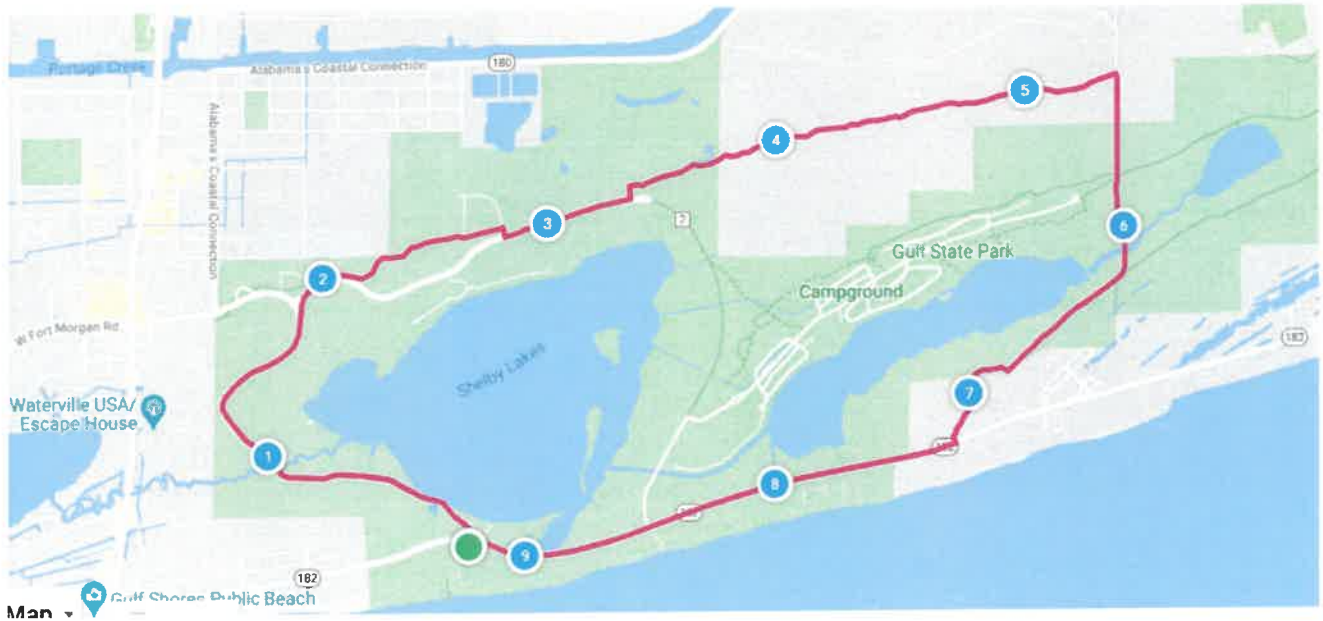 Portage Creek
Alabama's Coastal Connection
180
5
4
Alabama's Coastal Connection
3
2
6
Gulf State Park
2
Campground
W Fort Morgan Rd
Shelby Lakes
182
Waterville USA/
Escape House
7
1
8
9
182
Gulf Shores Public Beach
Map